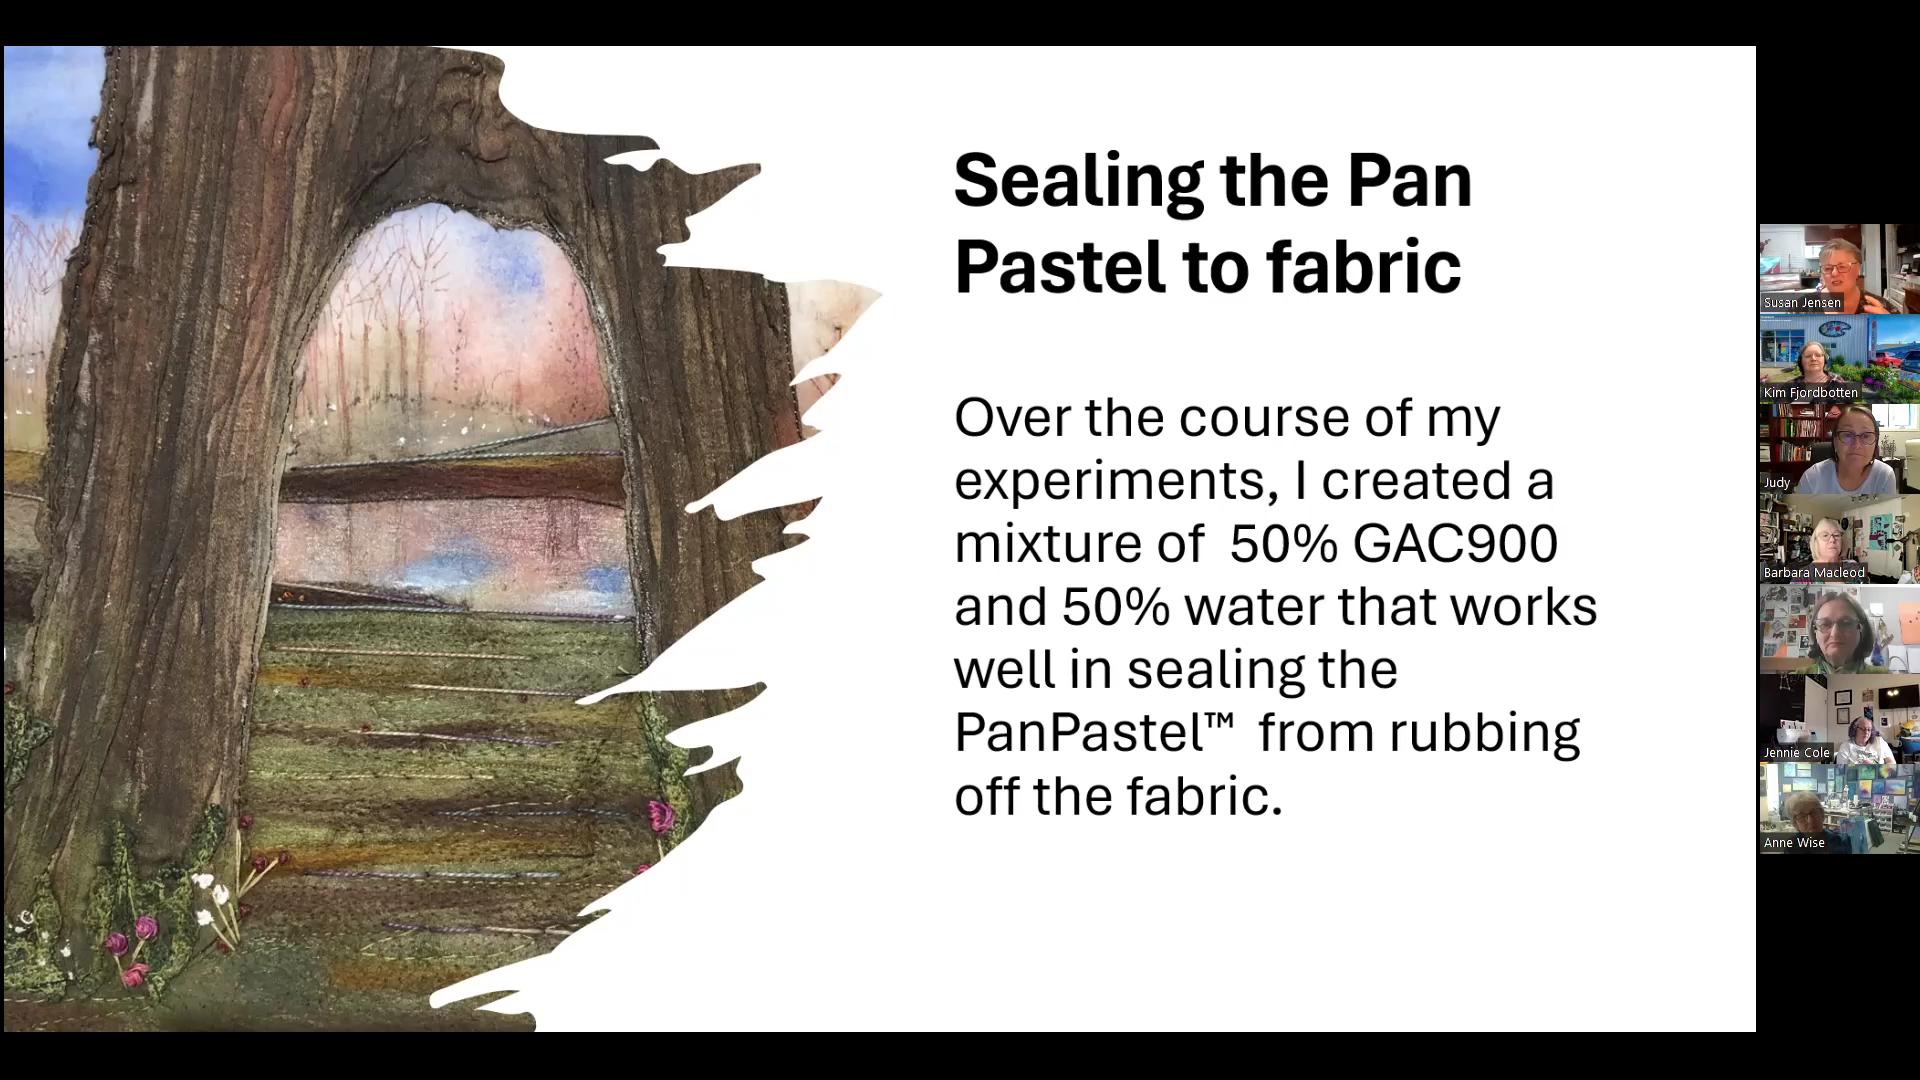 Sealing the Pan
Pastel to fabric
Over the course of my
experiments, I created a
mixture of  50% GAC900
and 50% water that works
well in sealing the
PanPastel™  from rubbing
off the fabric.
Susan Jensen
Kim Fjordbotten
Judy
Barbara Macleod
Jennie Cole
Anne Wise